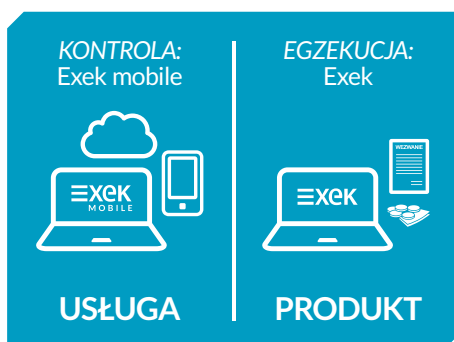 KONTROLA:
Exek mobile
EXEK
MOBILE
USŁUGA
EGZEKUCJA:
Exek
WEZWANIE
EXEK
PRODUKT